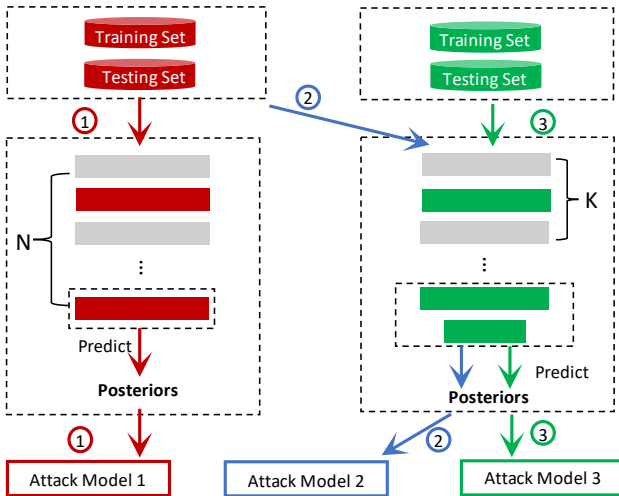 Training Set
Testing Set
Training Set
Testing Set
1
2
3
N
K
...
...
Predict
Posteriors
Predict
Posteriors
1
2
3
Attack Model 1
Attack Model 2
Attack Model 3